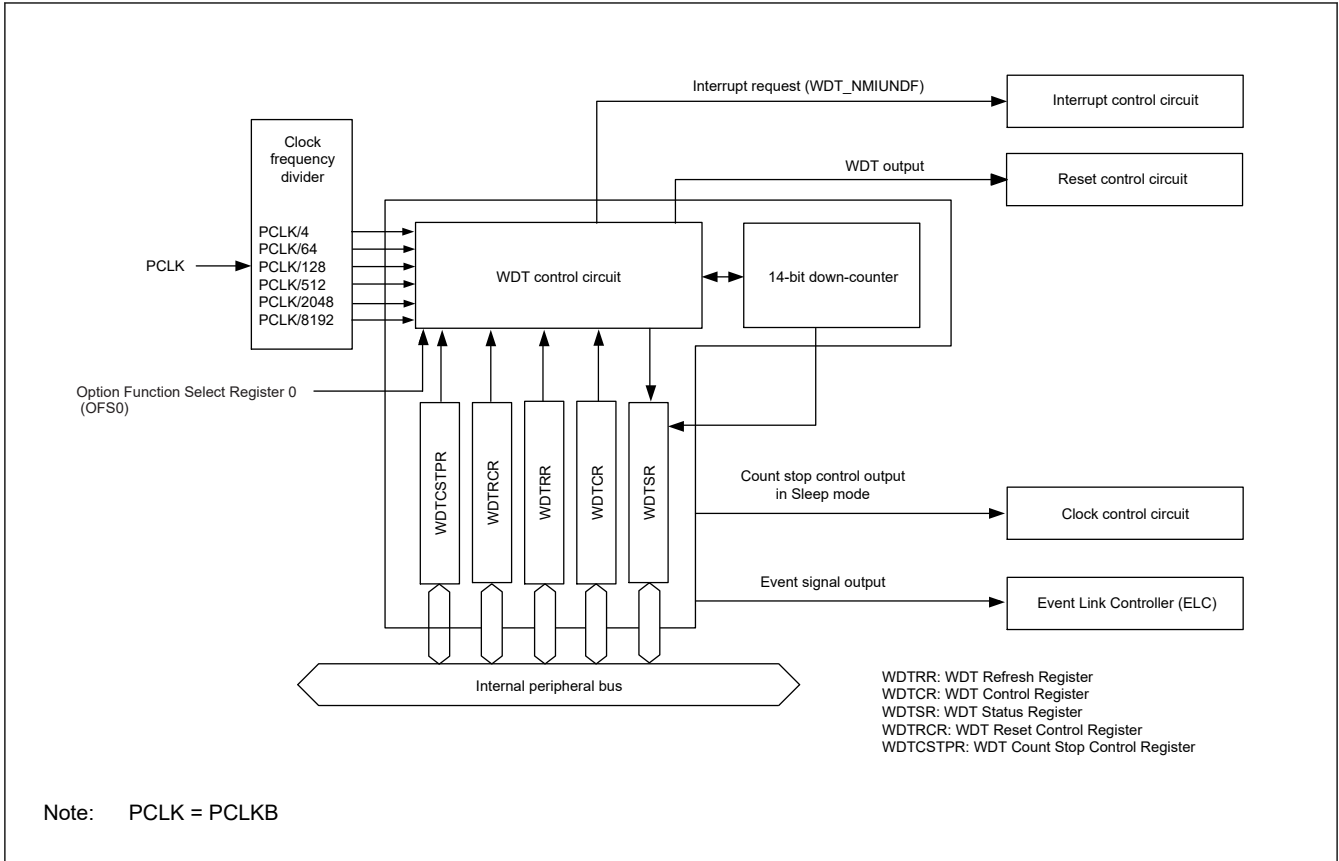 Interrupt request (WDT_NMIUNDF)
Interrupt control circuit
Clock
frequency
divider
WDT output
Reset control circuit
PCLK/4
PCLK/64
PCLK/128
PCLK/512
PCLK/2048
PCLK/8192
PCLK
WDT control circuit
14-bit down-counter
Option Function Select Register 0
(OFS0)
WDTCSTPR
WDTRCR
WDTRR
WDTCR
WDTSR
Count stop control output
in Sleep mode
Clock control circuit
Event signal output
Event Link Controller (ELC)
Internal peripheral bus
WDTRR: WDT Refresh Register
WDTCR: WDT Control Register
WDTSR: WDT Status Register
WDTRCR: WDT Reset Control Register
WDTCSTPR: WDT Count Stop Control Register
Note: PCLK = PCLKB